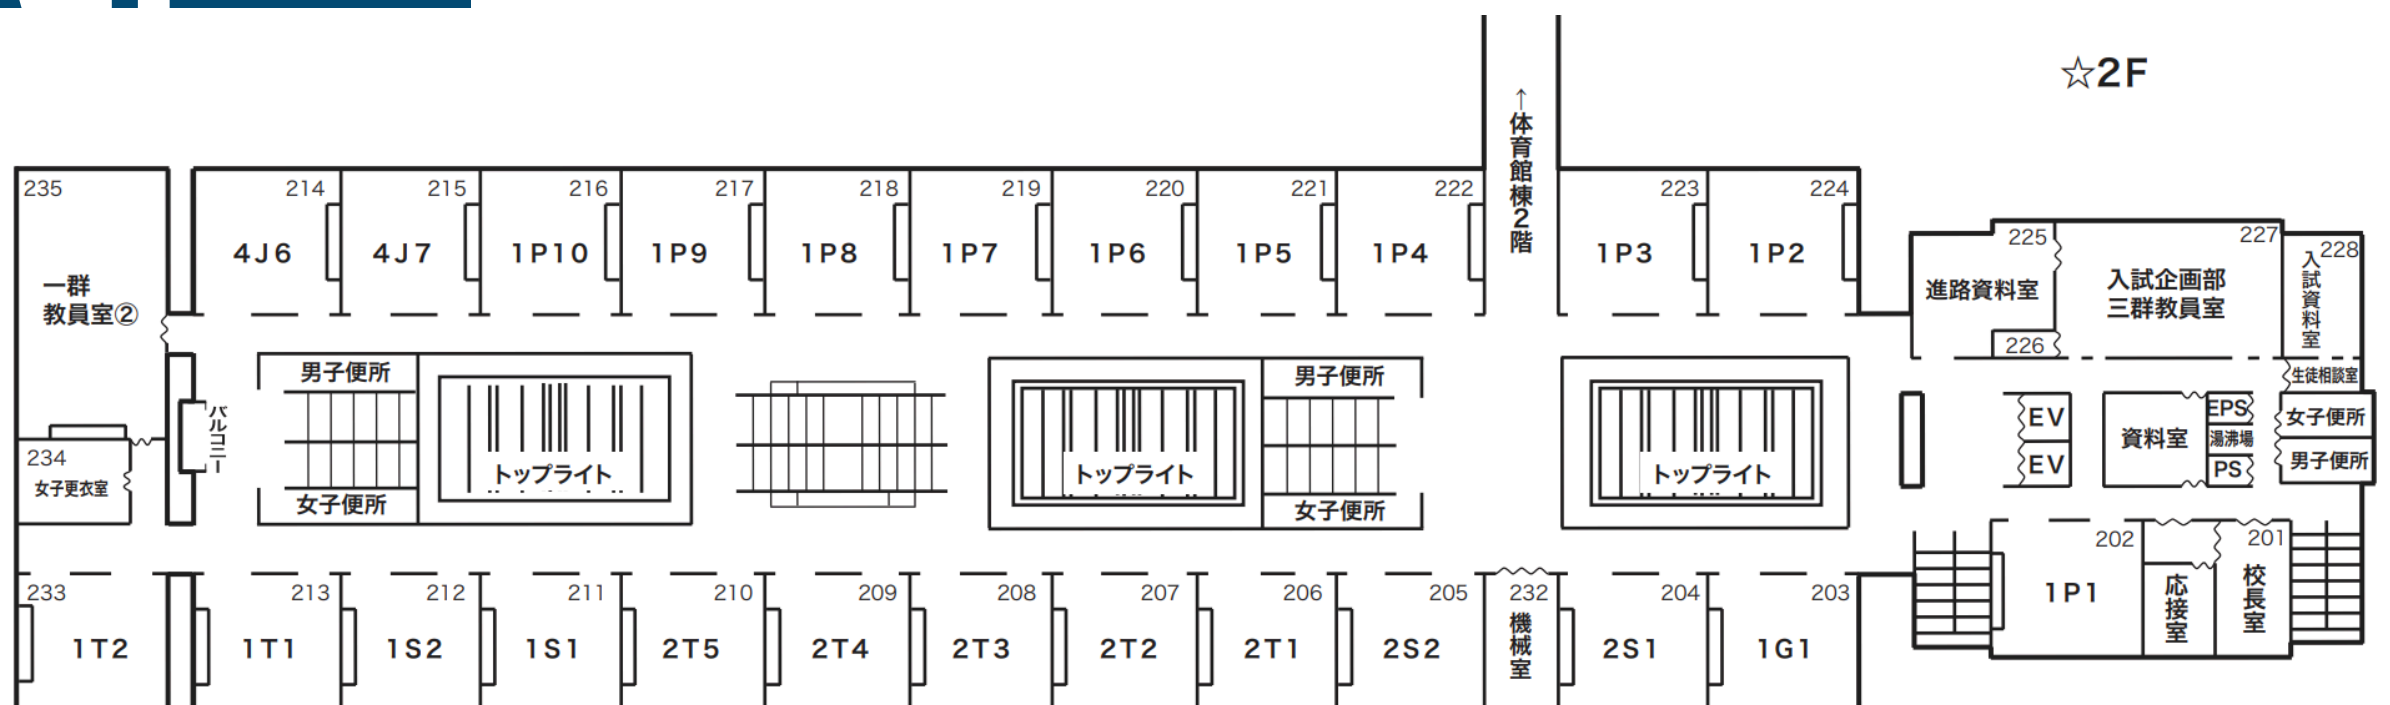 ☆2F
↑体育館棟2階
235
一群
教員室②
214
4J6
215
4J7
216
1P10
217
1P9
218
1P8
219
1P7
220
1P6
221
1P5
222
1P4
223
1P3
224
1P2
225
進路資料室
226
227
入試企画部
三群教員室
228
入試資料室
生徒相談室
男子便所
トップライト
女子便所
バルコニー
トップライト
男子便所
女子便所
トップライト
EV
EV
資料室
EPS
湯沸場
PS
女子便所
男子便所
234
女子更衣室
233
1T2
213
1T1
212
1S2
211
1S1
210
2T5
209
2T4
208
2T3
207
2T2
206
2T1
205
2S2
232
機械室
204
2S1
203
1G1
202
1P1
応接室
201
校長室